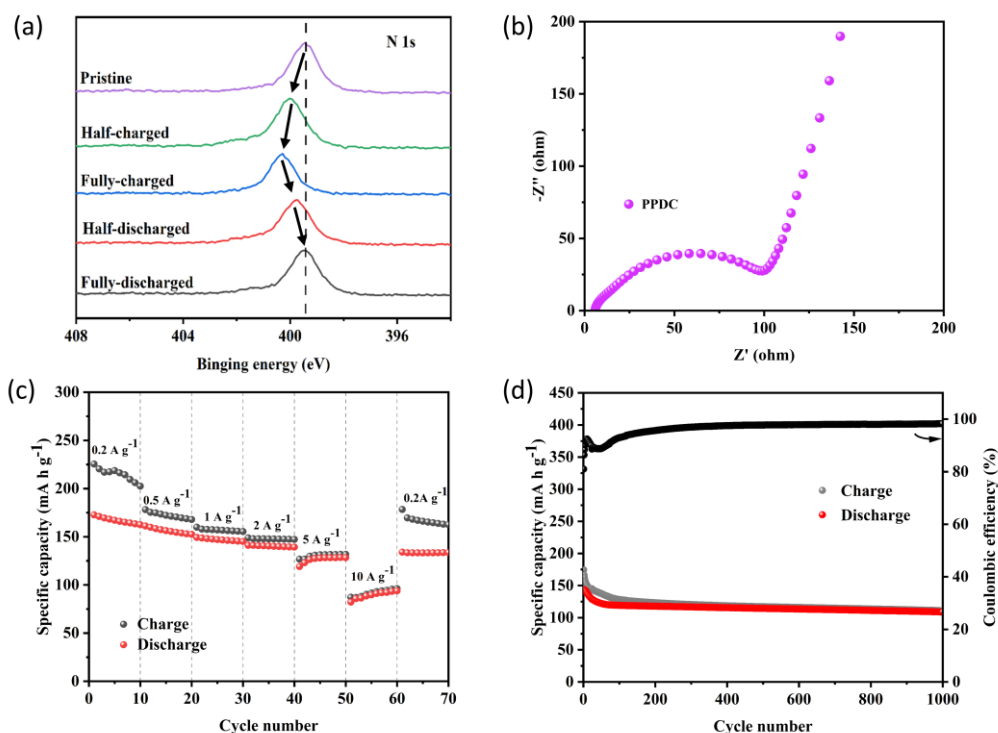 (a)
N 1s
Pristine
Half-charged
Fully-charged
Half-discharged
Fully-discharged
408 404 400 396
Binging energy (eV)
(b)
200
150
100
50
0
-Z'' (ohm)
PPDC
0 50 100 150 200
Z' (ohm)
(c)
300
250
200
150
100
50
0
Specific capacity (mA h g⁻¹)
0.2 A g⁻¹
0.5 A g⁻¹
1 A g⁻¹
2 A g⁻¹
5 A g⁻¹
10 A g⁻¹
0.2A g⁻¹
Charge
Discharge
0 10 20 30 40 50 60 70
Cycle number
(d)
450
400
350
300
250
200
150
100
50
0
Specific capacity (mA h g⁻¹)
Charge
Discharge
100
80
60
40
20
0
Coulombic efficiency (%)
0 200 400 600 800 1000
Cycle number